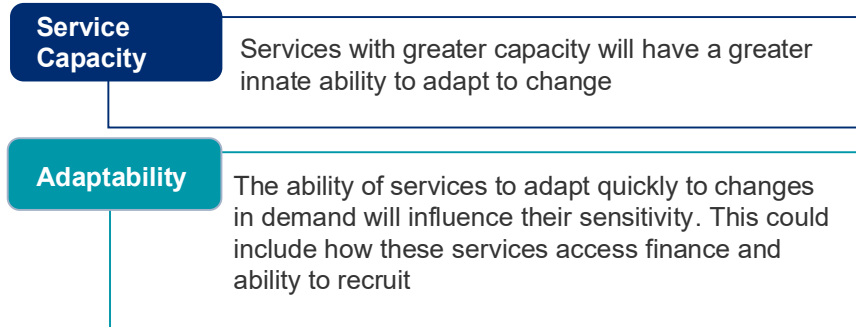 Service
Capacity
Services with greater capacity will have a greater
innate ability to adapt to change
Adaptability
The ability of services to adapt quickly to changes
in demand will influence their sensitivity. This could
include how these services access finance and
ability to recruit